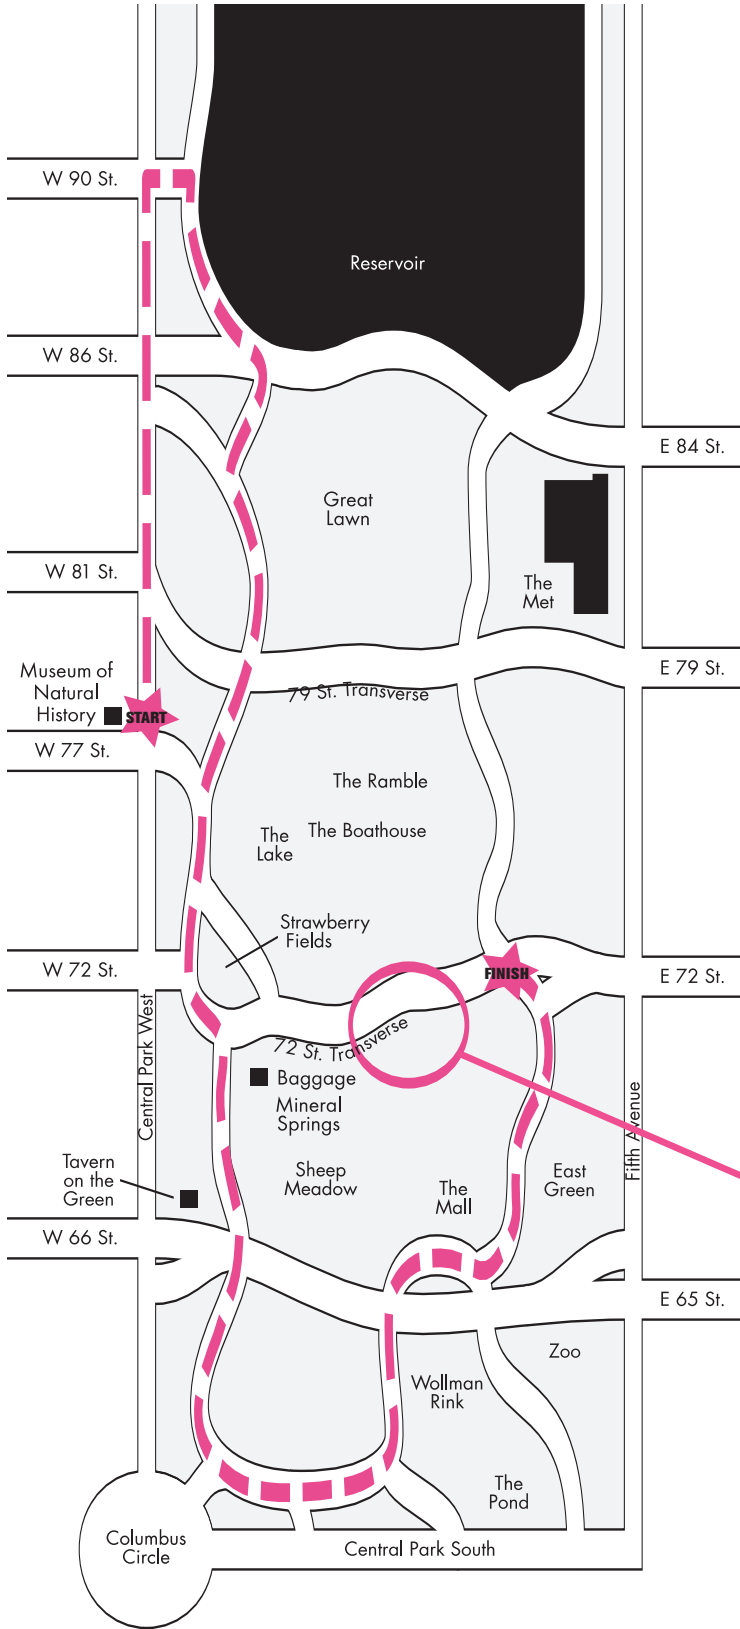 W 90 St.
Reservoir
W 86 St.
E 84 St.
Great
Lawn
W 81 St.
The
Met
Museum of
Natural
History
START
E 79 St.
79 St. Transverse
W 77 St.
The Ramble
The
Lake
The Boathouse
Strawberry
Fields
W 72 St.
FINISH
E 72 St.
72 St. Transverse
Central Park West
Baggage
Mineral
Springs
Fifth Avenue
Tavern
on the
Green
Sheep
Meadow
The
Mall
East
Green
W 66 St.
E 65 St.
Zoo
Wollman
Rink
The
Pond
Columbus
Circle
Central Park South